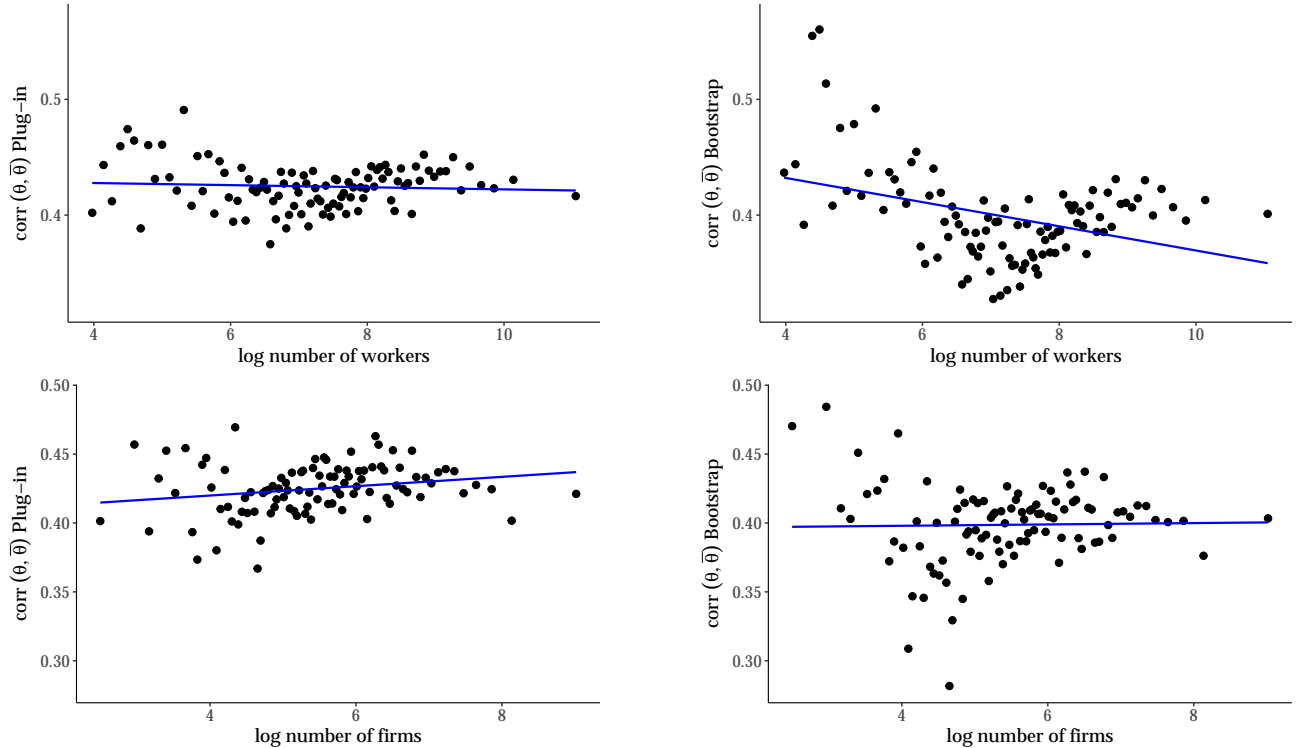 0.5
0.4
corr (θ, θ̅) Plug−in
4 6 8 10
log number of workers
0.5
0.4
corr (θ, θ̅) Bootstrap
4 6 8 10
log number of workers
0.50
0.45
0.40
0.35
0.30
corr (θ, θ̅) Plug−in
4 6 8
log number of firms
0.50
0.45
0.40
0.35
0.30
corr (θ, θ̅) Bootstrap
4 6 8
log number of firms